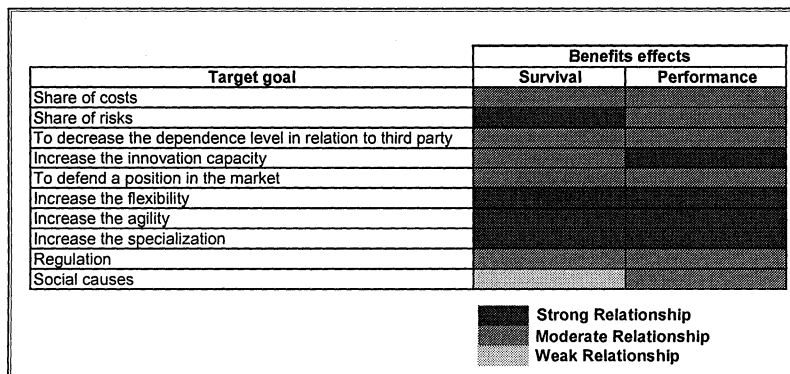 Benefits effects
Target goal Survival Performance
Share of costs
Share of risks
To decrease the dependence level in relation to third party
Increase the innovation capacity
To defend a position in the market
Increase the flexibility
Increase the agility
Increase the specialization
Regulation
Social causes
Strong Relationship
Moderate Relationship
Weak Relationship